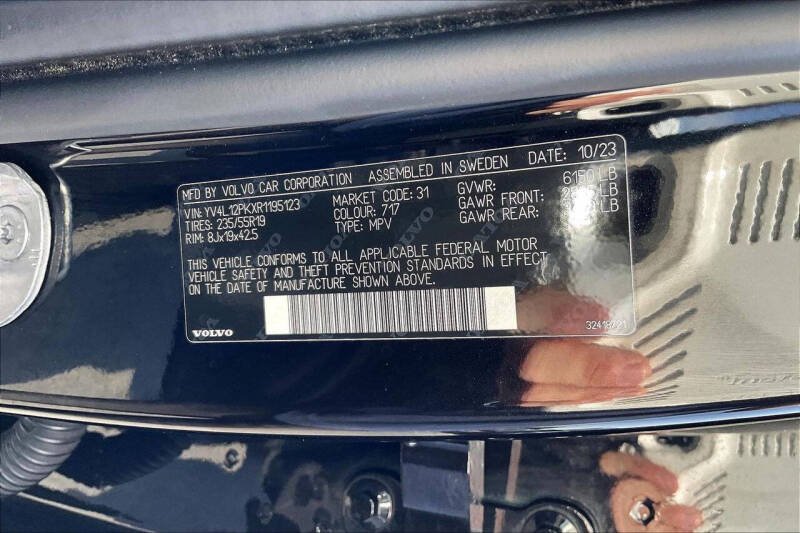 MFD BY VOLVO CAR CORPORATION ASSEMBLED IN SWEDEN DATE: 10/23
VIN: YV4L12PKXR1195123 MARKET CODE: 31 GVWR: 6150 LB
TIRES: 235/55R19 COLOUR: 717 GAWR FRONT: LB
RIM: 8Jx19x42.5 TYPE: MPV GAWR REAR: LB
THIS VEHICLE CONFORMS TO ALL APPLICABLE FEDERAL MOTOR
VEHICLE SAFETY AND THEFT PREVENTION STANDARDS IN EFFECT
ON THE DATE OF MANUFACTURE SHOWN ABOVE.
VOLVO